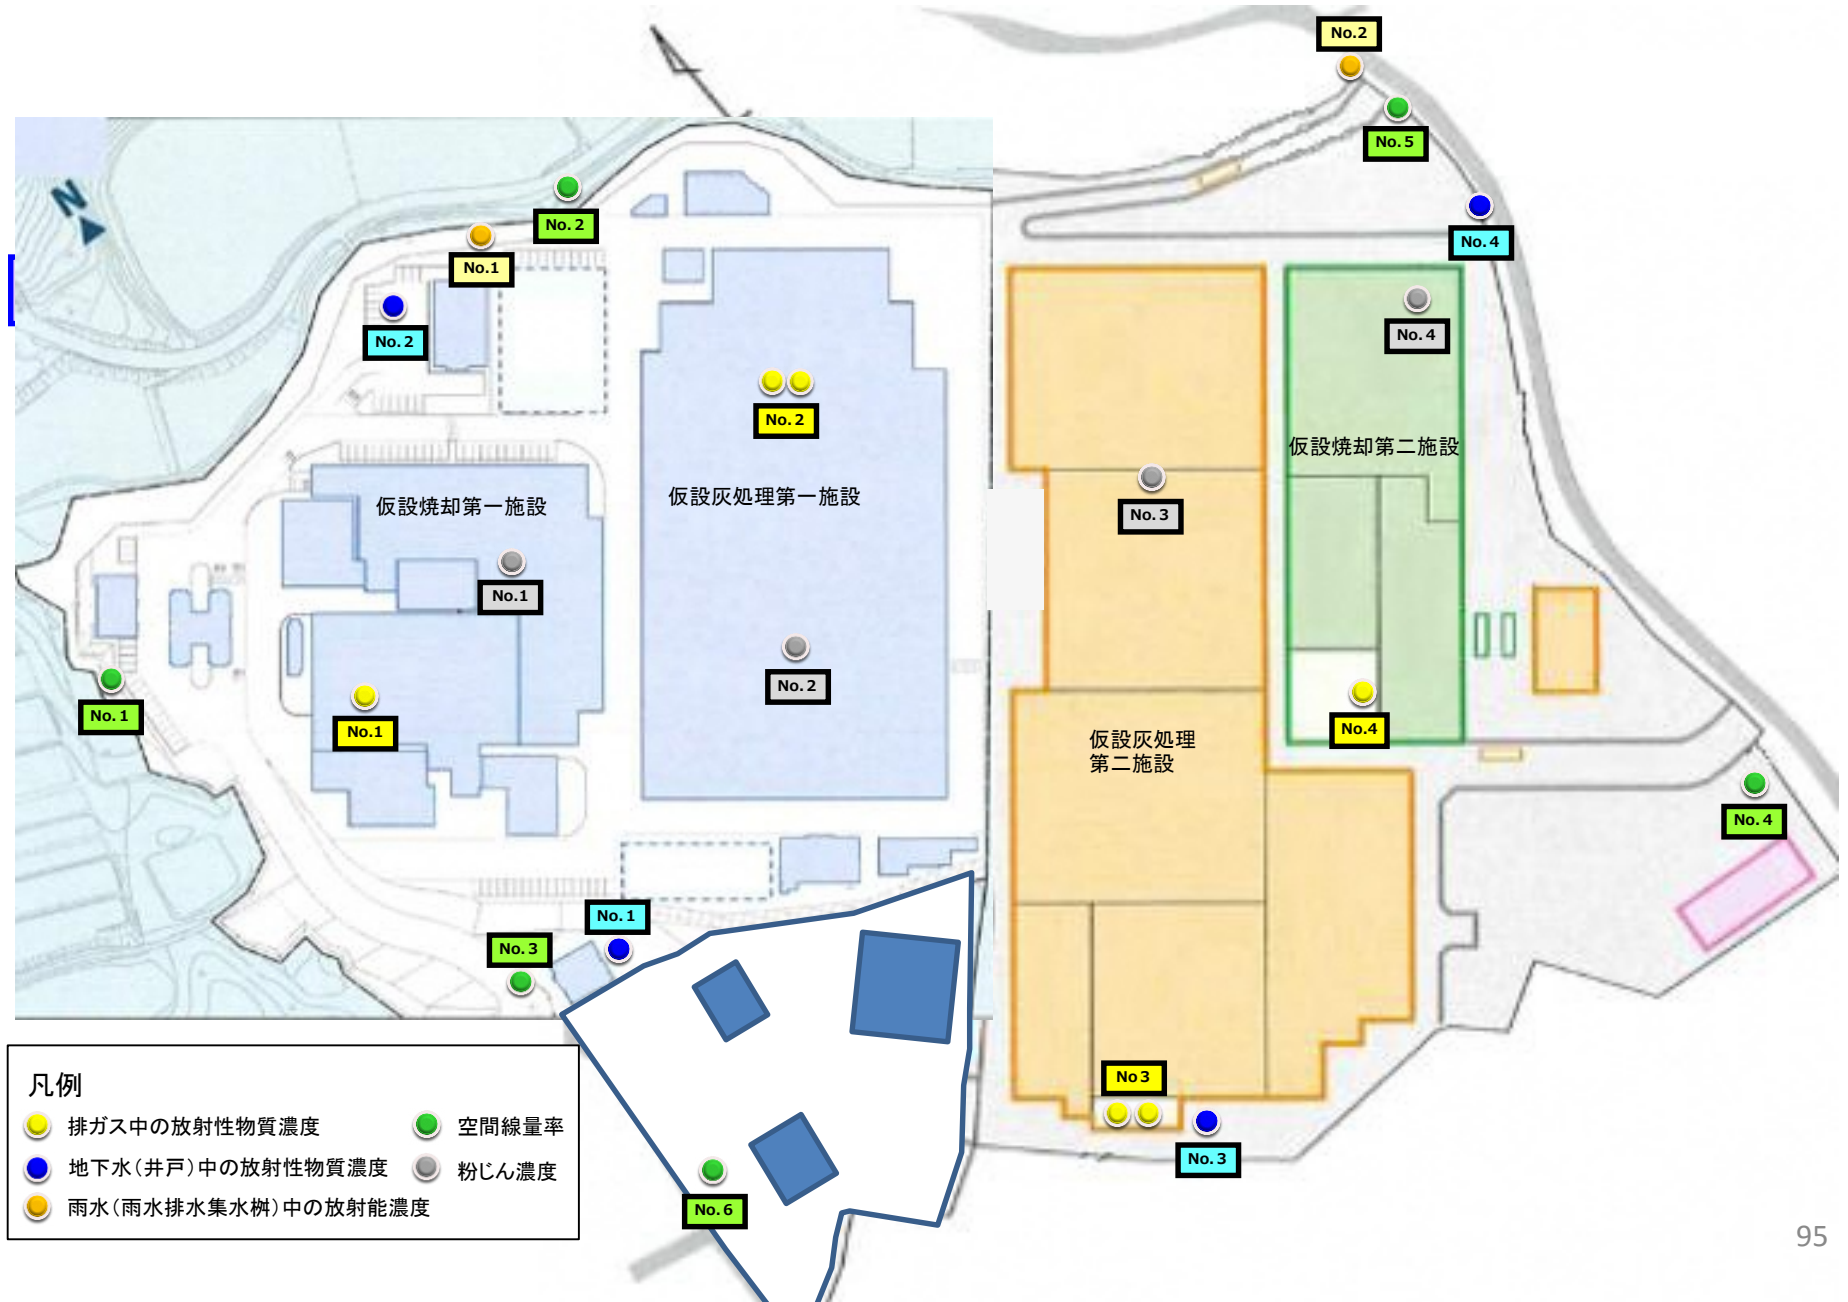 No.2
No.5
N
No.2
No.4
No.1
No.2
No.4
No.2
仮設焼却第二施設
仮設灰処理第一施設
仮設焼却第一施設
No.3
No.1
No.2
No.1
No.1
No.4
仮設灰処理
第二施設
No.4
No.1
No.3
No3
No.3
No.6
凡例
排ガス中の放射性物質濃度
空間線量率
地下水(井戸)中の放射性物質濃度
粉じん濃度
雨水(雨水排水集水桝)中の放射能濃度
95